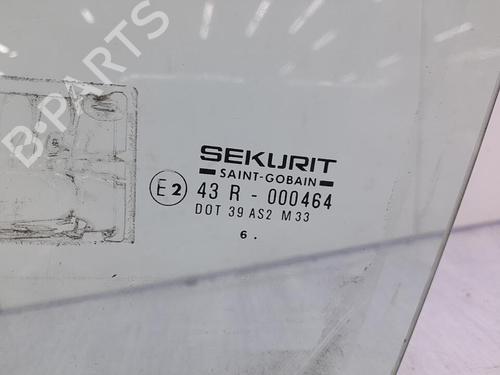 B-PARTS
SEKURIT
SAINT-GOBAIN
E2 43 R - 000464
DOT 39 AS2 M33
6 .